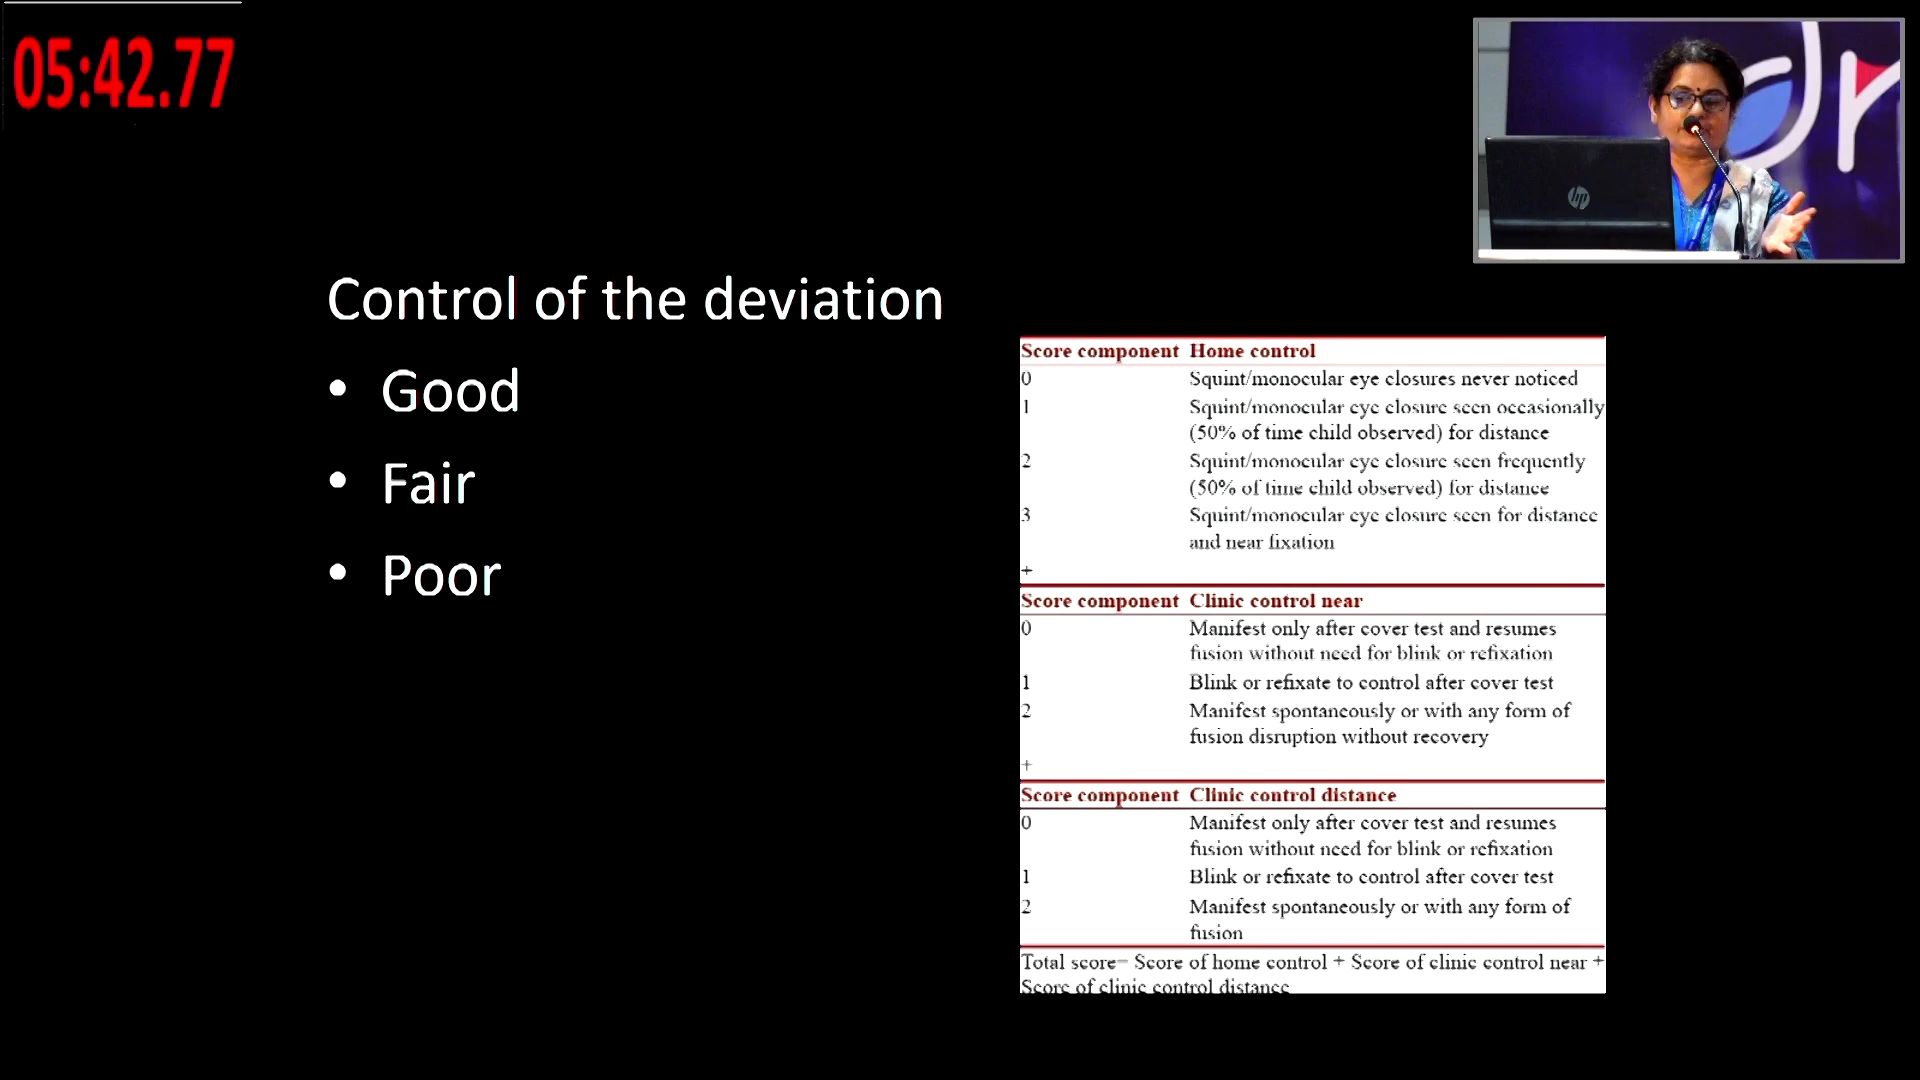 05:42.77
Control of the deviation
• Good
• Fair
• Poor
Score component Home control
0 Squint/monocular eye closures never noticed
1 Squint/monocular eye closure seen occasionally
(50% of time child observed) for distance
2 Squint/monocular eye closure seen frequently
(50% of time child observed) for distance
3 Squint/monocular eye closure seen for distance
and near fixation
+
Score component Clinic control near
0 Manifest only after cover test and resumes
fusion without need for blink or refixation
1 Blink or refixate to control after cover test
2 Manifest spontaneously or with any form of
fusion disruption without recovery
+
Score component Clinic control distance
0 Manifest only after cover test and resumes
fusion without need for blink or refixation
1 Blink or refixate to control after cover test
2 Manifest spontaneously or with any form of
fusion
Total score= Score of home control + Score of clinic control near +
Score of clinic control distance
hp